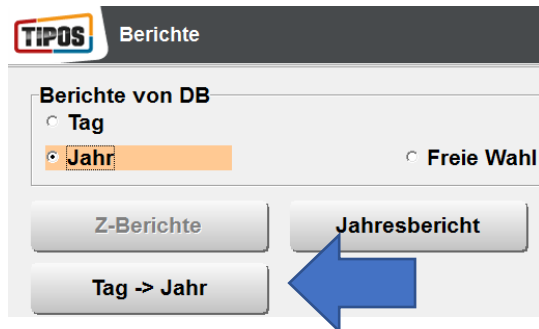 TIPOS Berichte
Berichte von DB
Tag
Jahr Freie Wahl
Z-Berichte Jahresbericht
Tag -> Jahr